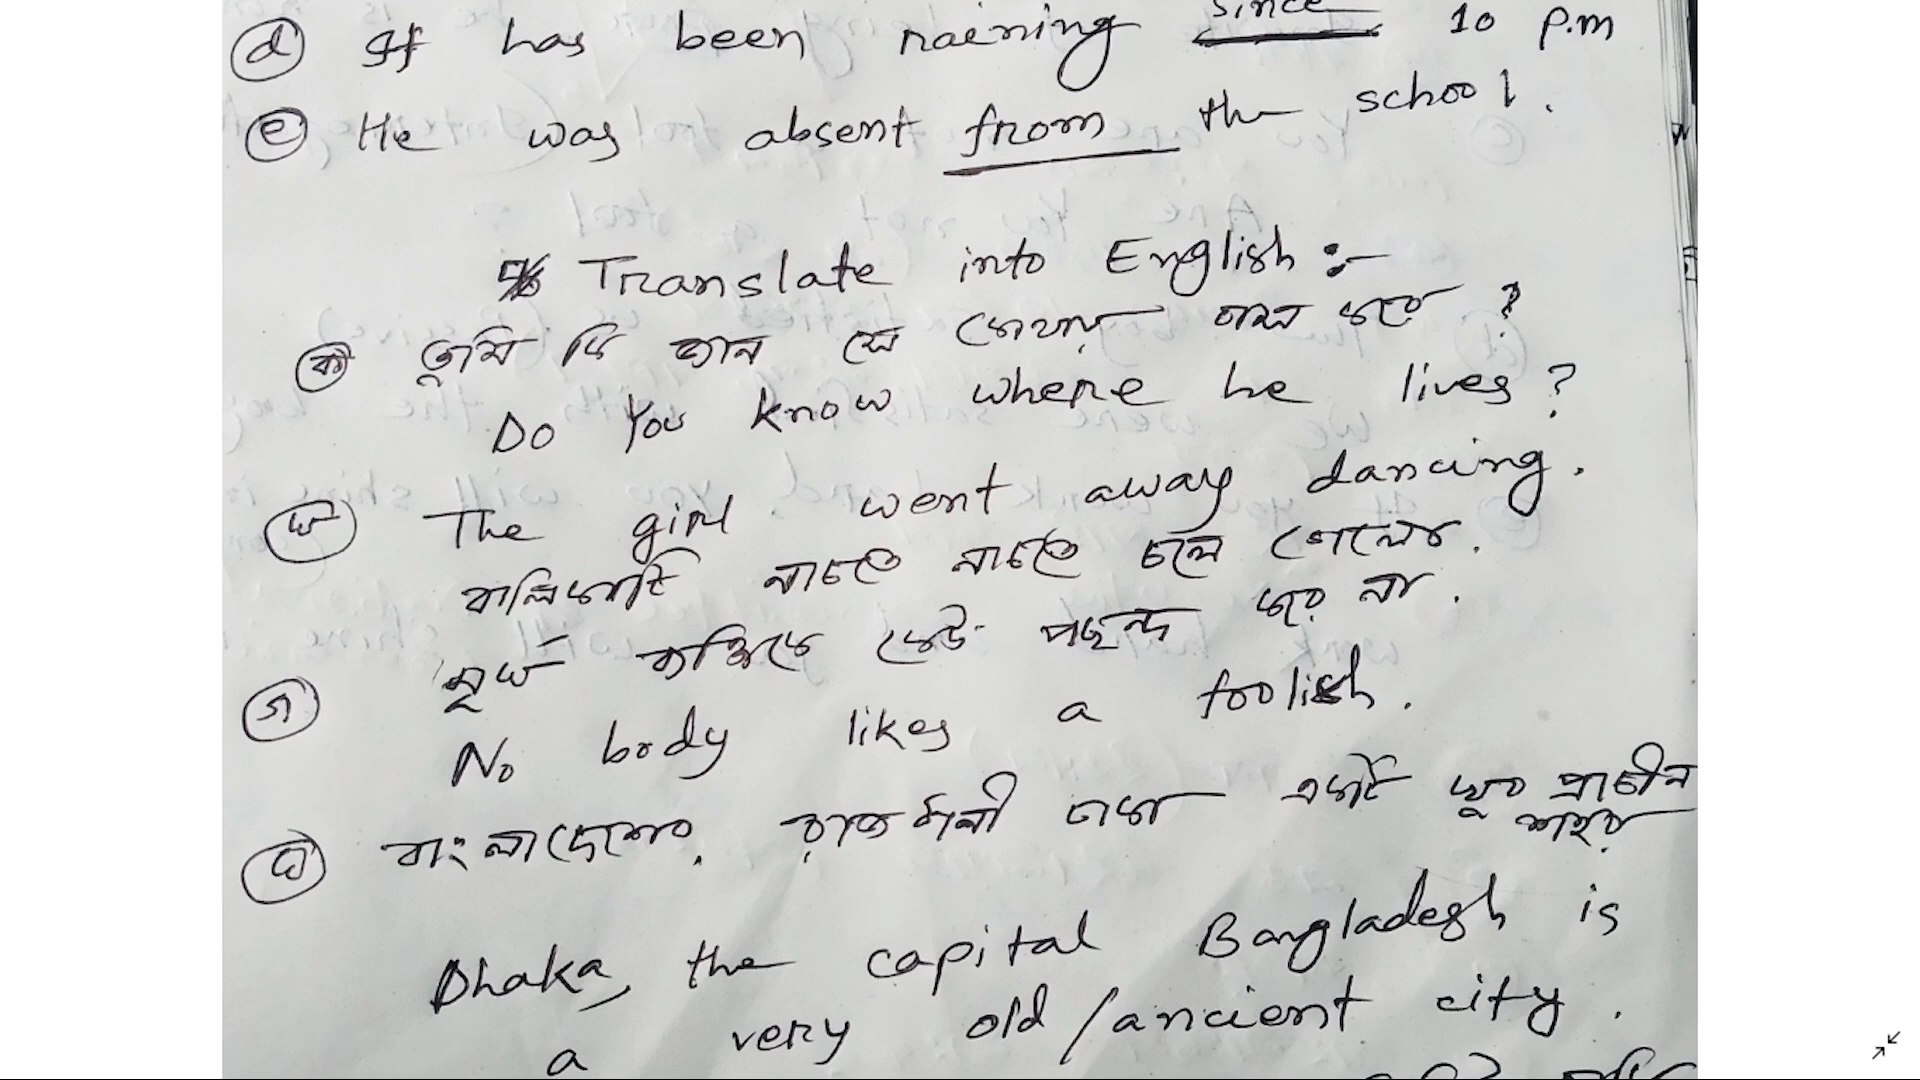 ⓓ It has been raining since 10 p.m
ⓔ He was absent from the school.
Translate into English :-
ক তুমি কি জান সে কোথায় বাস করে ?
Do You know where he lives?
খ The girl went away dancing.
বালিকাটি নাচতে নাচতে চলে গেলো.
গ মূর্খ ব্যক্তিকে কেউ পছন্দ করে না.
No body likes a foolish.
ঘ বাংলাদেশের রাজধানী ঢাকা একটি খুব প্রাচীন
শহর
Dhaka, the capital Bangladesh is
a very old/ancient city.